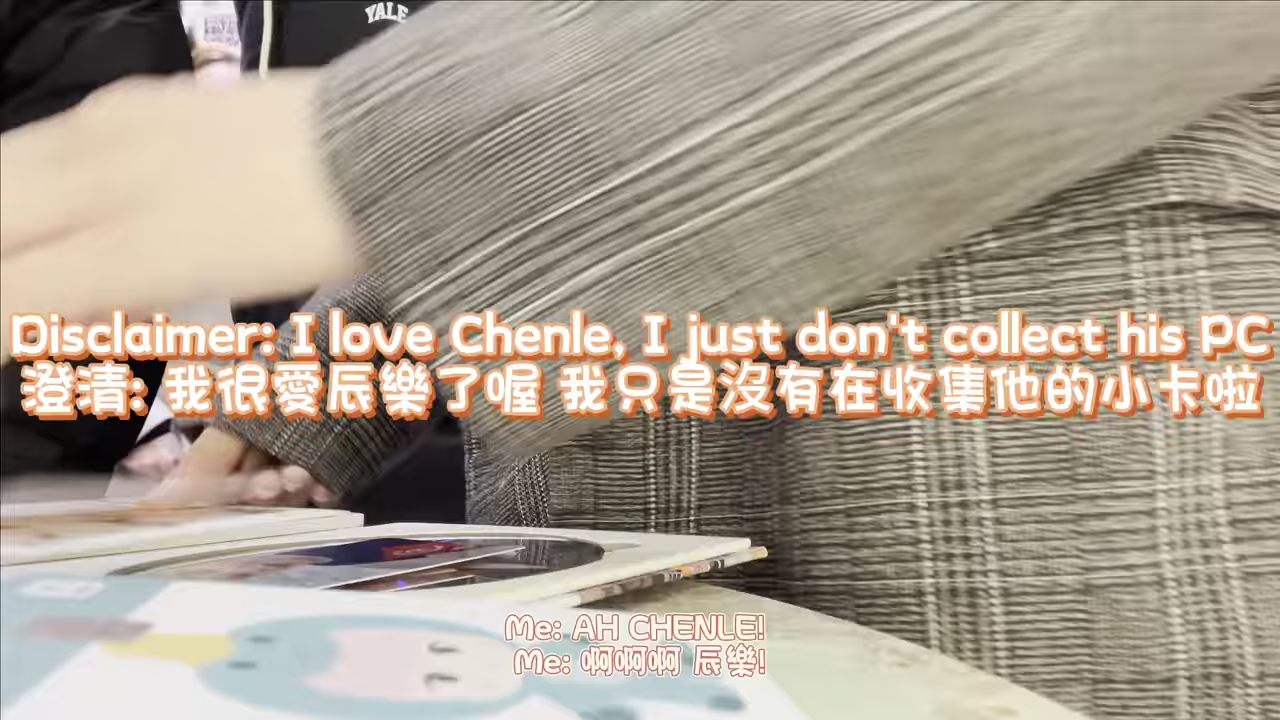 YALE
Disclaimer: I love Chenle, I just don't collect his PC
澄清: 我很愛辰樂了喔 我只是沒有在收集他的小卡啦
Me: AH CHENLE!
Me: 啊啊啊 辰樂!